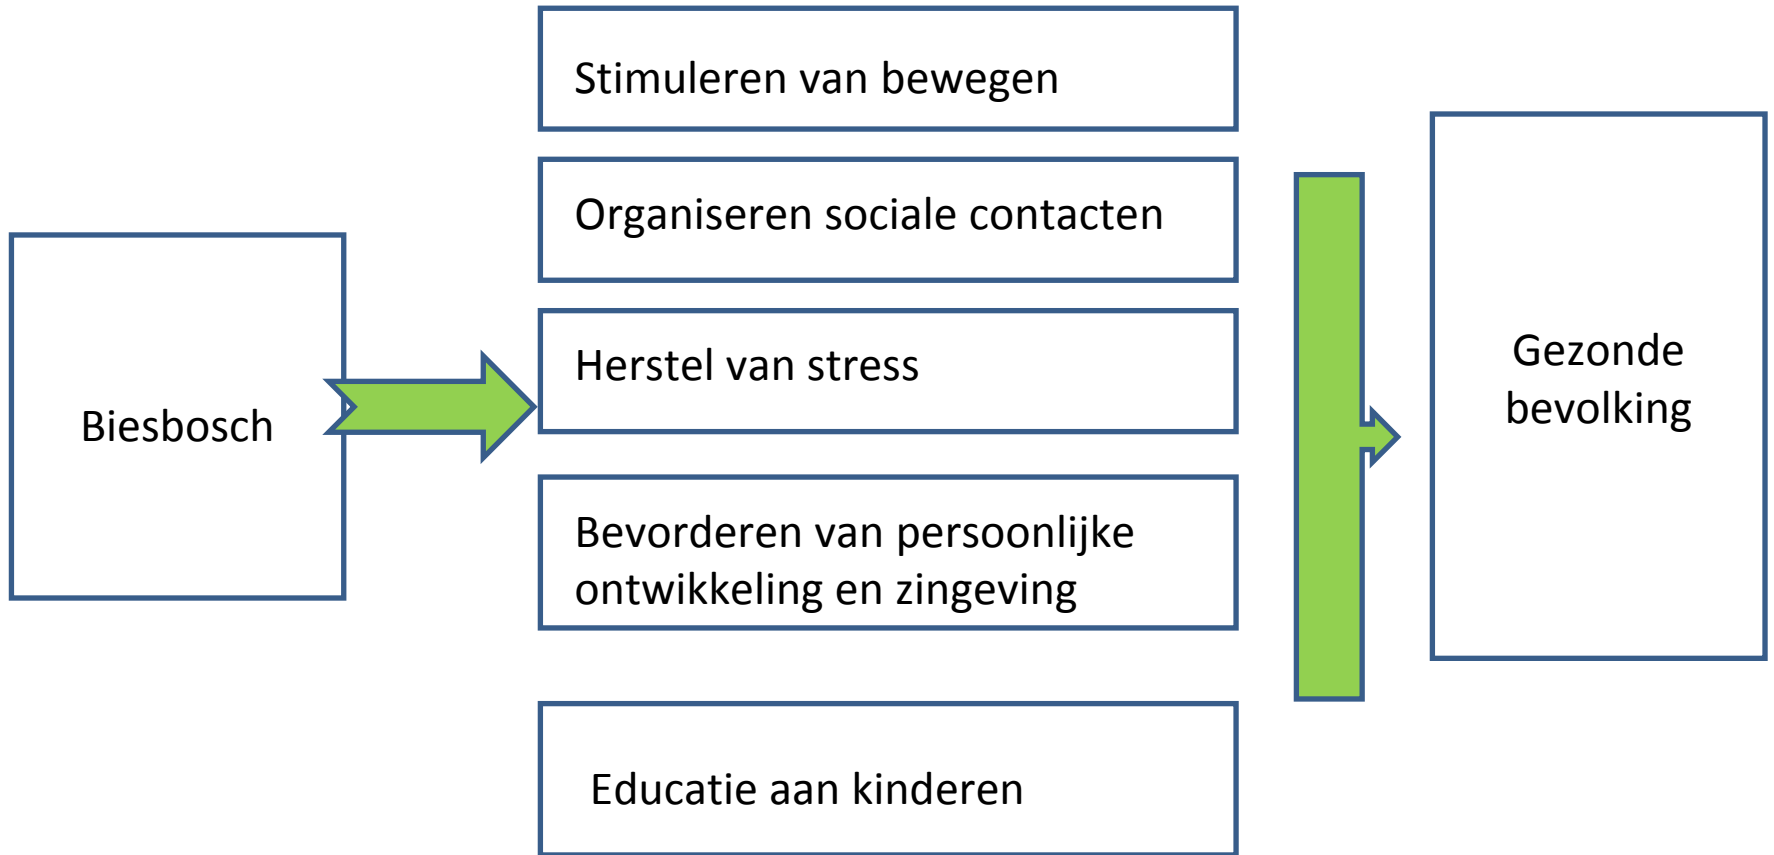 Biesbosch
Stimuleren van bewegen
Organiseren sociale contacten
Herstel van stress
Bevorderen van persoonlijke
ontwikkeling en zingeving
Educatie aan kinderen
Gezonde
bevolking